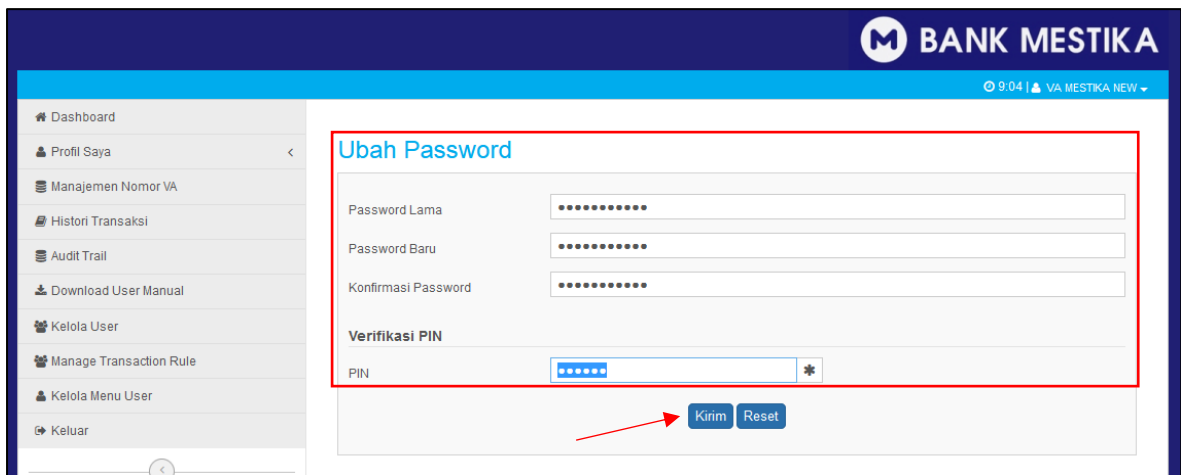 M BANK MESTIKA
9:04 | VA MESTIKA NEW
Dashboard
Profil Saya
Manajemen Nomor VA
Histori Transaksi
Audit Trail
Download User Manual
Kelola User
Manage Transaction Rule
Kelola Menu User
Keluar
Ubah Password
Password Lama •••••••••••
Password Baru •••••••••••
Konfirmasi Password •••••••••••
Verifikasi PIN
PIN •••••• *
Kirim Reset